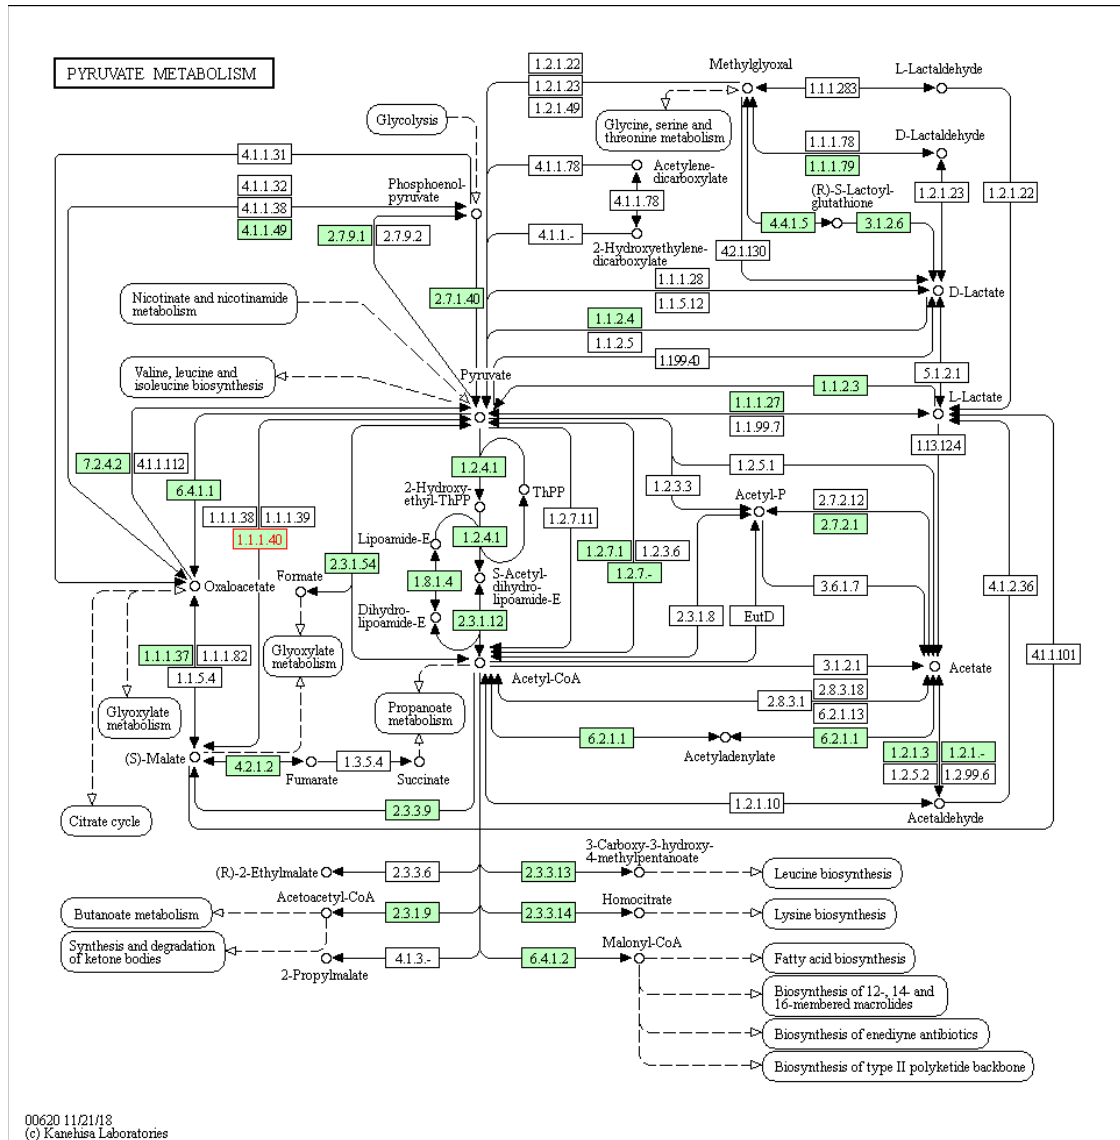 PYRUVATE METABOLISM
1.2.1.22
1.2.1.23
1.2.1.49
Methylglyoxal
1.1.1.283
L-Lactaldehyde
Glycolysis
Glycine, serine and
threonine metabolism
4.1.1.31
4.1.1.78
Acetylene-
dicarboxylate
1.1.1.78
1.1.1.79
D-Lactaldehyde
4.1.1.32
4.1.1.38
4.1.1.49
Phosphoenol-
pyruvate
4.1.1.78
(R)-S-Lactoyl-
glutathione
1.2.1.23
1.2.1.22
2.7.9.1
2.7.9.2
4.1.1.-
2-Hydroxyethylene-
dicarboxylate
4.4.1.5
3.1.2.6
4.2.1.130
Nicotinate and nicotinamide
metabolism
2.7.1.40
1.1.1.28
1.1.5.12
D-Lactate
1.1.2.4
1.1.2.5
1.1.99.40
Valine, leucine and
isoleucine biosynthesis
Pyruvate
5.1.2.1
1.1.2.3
L-Lactate
1.1.1.27
1.1.99.7
1.13.12.4
7.2.4.2
4.1.1.112
6.4.1.1
1.2.4.1
2-Hydroxy-
ethyl-ThPP
ThPP
1.2.5.1
1.2.3.3
Acetyl-P
2.7.2.12
2.7.2.1
1.1.1.38
1.1.1.39
1.1.1.40
Lipoamide-E
1.2.4.1
1.2.7.11
1.2.7.1
1.2.3.6
1.2.7.-
2.3.1.54
Oxaloacetate
Formate
1.8.1.4
S-Acetyl-
dihydro-
lipoamide-E
3.6.1.7
4.1.2.36
Dihydro-
lipoamide-E
2.3.1.12
2.3.1.8
EutD
1.1.1.37
1.1.1.82
1.1.5.4
Glyoxylate
metabolism
4.1.1.101
Acetyl-CoA
3.1.2.1
Acetate
Glyoxylate
metabolism
Propanoate
metabolism
2.8.3.1
2.8.3.18
6.2.1.13
6.2.1.1
Acetyladenylate
6.2.1.1
(S)-Malate
4.2.1.2
Fumarate
1.3.5.4
Succinate
1.2.1.3
1.2.1.-
1.2.5.2
1.2.99.6
Citrate cycle
2.3.3.9
1.2.1.10
Acetaldehyde
(R)-2-Ethylmalate
2.3.3.6
2.3.3.13
3-Carboxy-3-hydroxy-
4-methylpentanoate
Leucine biosynthesis
Butanoate metabolism
Acetoacetyl-CoA
2.3.1.9
2.3.3.14
Homocitrate
Lysine biosynthesis
Synthesis and degradation
of ketone bodies
2-Propylmalate
4.1.3.-
6.4.1.2
Malonyl-CoA
Fatty acid biosynthesis
Biosynthesis of 12-, 14- and
16-membered macrolides
Biosynthesis of enediyne antibiotics
Biosynthesis of type II polyketide backbone
00620 11/21/18
(c) Kanehisa Laboratories